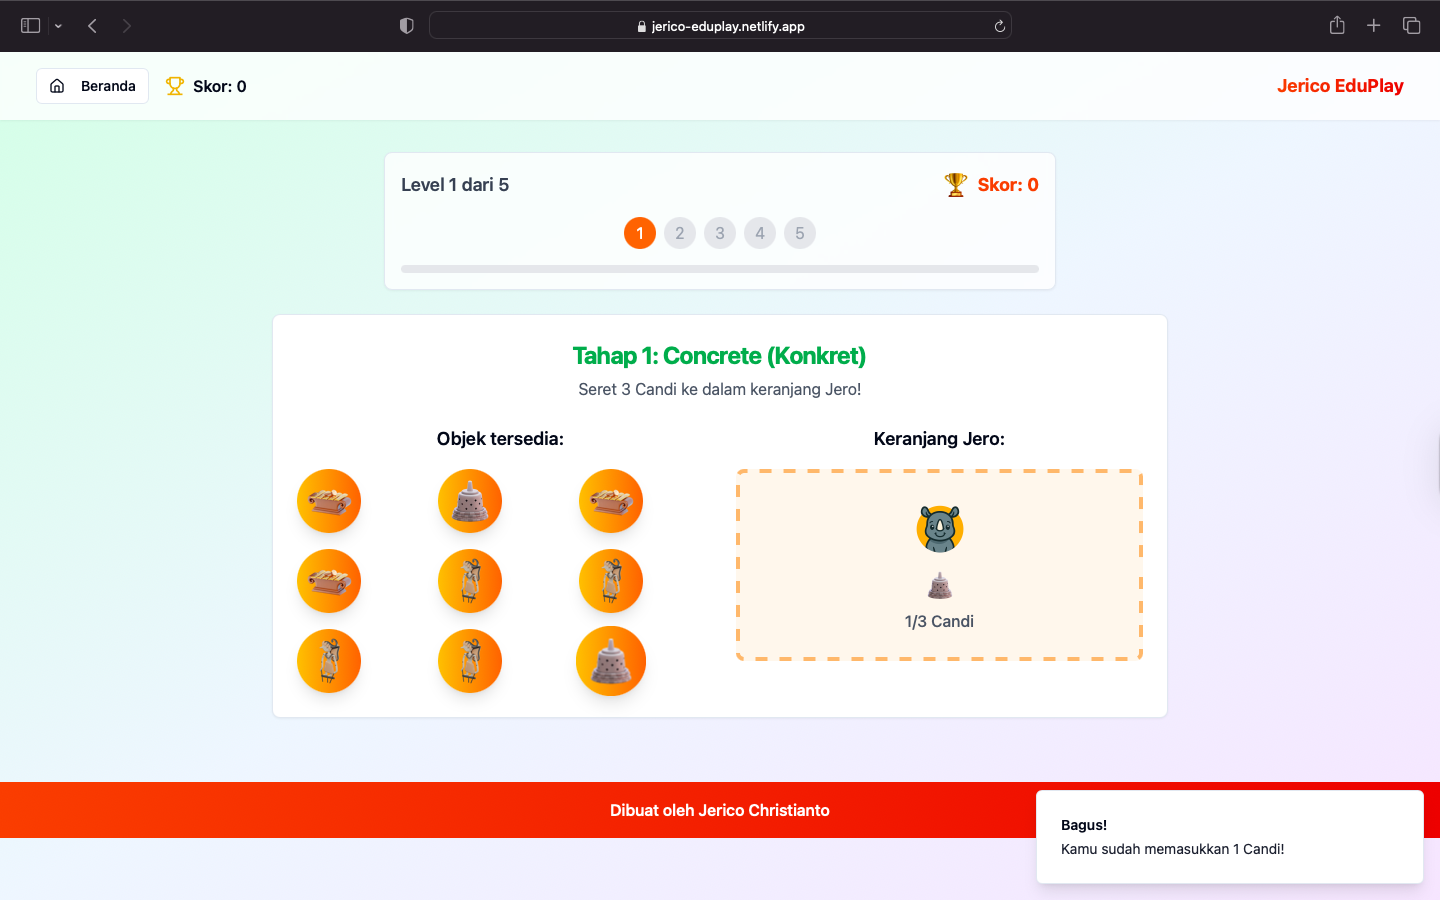 jerico-eduplay.netlify.app
Beranda
Skor: 0
Jerico EduPlay
Level 1 dari 5
Skor: 0
1 2 3 4 5
Tahap 1: Concrete (Konkret)
Seret 3 Candi ke dalam keranjang Jero!
Objek tersedia:
Keranjang Jero:
1/3 Candi
Dibuat oleh Jerico Christianto
Bagus!
Kamu sudah memasukkan 1 Candi!